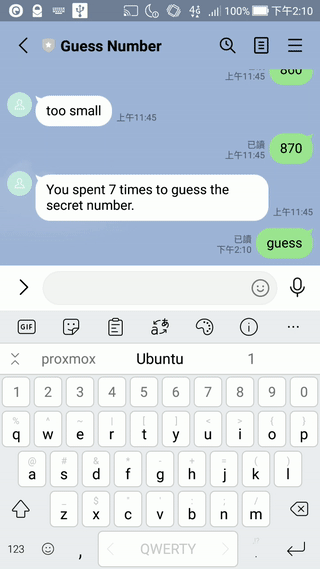 100% 下午2:10
Guess Number
860
上午11:45
too small
上午11:45
已讀
上午11:45
870
You spent 7 times to guess the
secret number.
上午11:45
已讀
下午2:10
guess
GIF
proxmox Ubuntu 1
1 2 3 4 5 6 7 8 9 0
q w e r t y u i o p
a s d f g h j k l
z x c v b n m
123 , QWERTY .